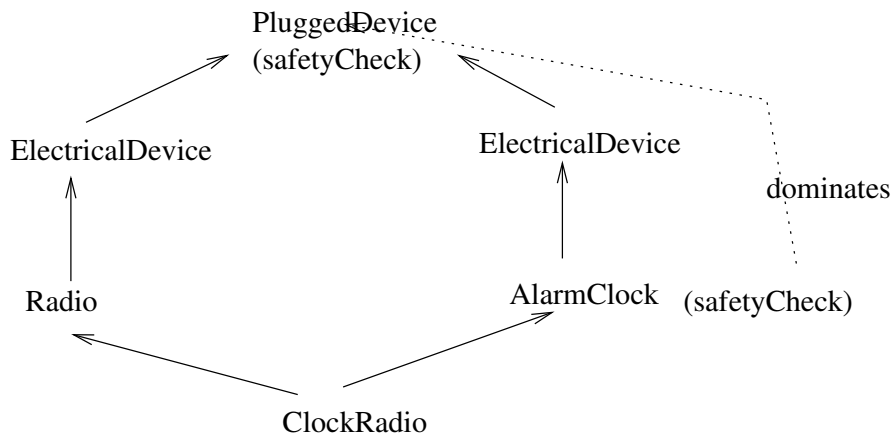 PluggedDevice
(safetyCheck)
ElectricalDevice
ElectricalDevice
dominates
Radio
AlarmClock (safetyCheck)
ClockRadio